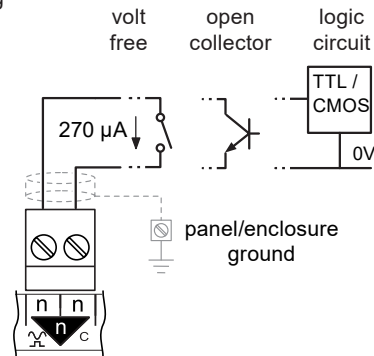 volt free
open collector
logic circuit
TTL / CMOS
270 µA
0V
panel/enclosure ground
n n
n
C